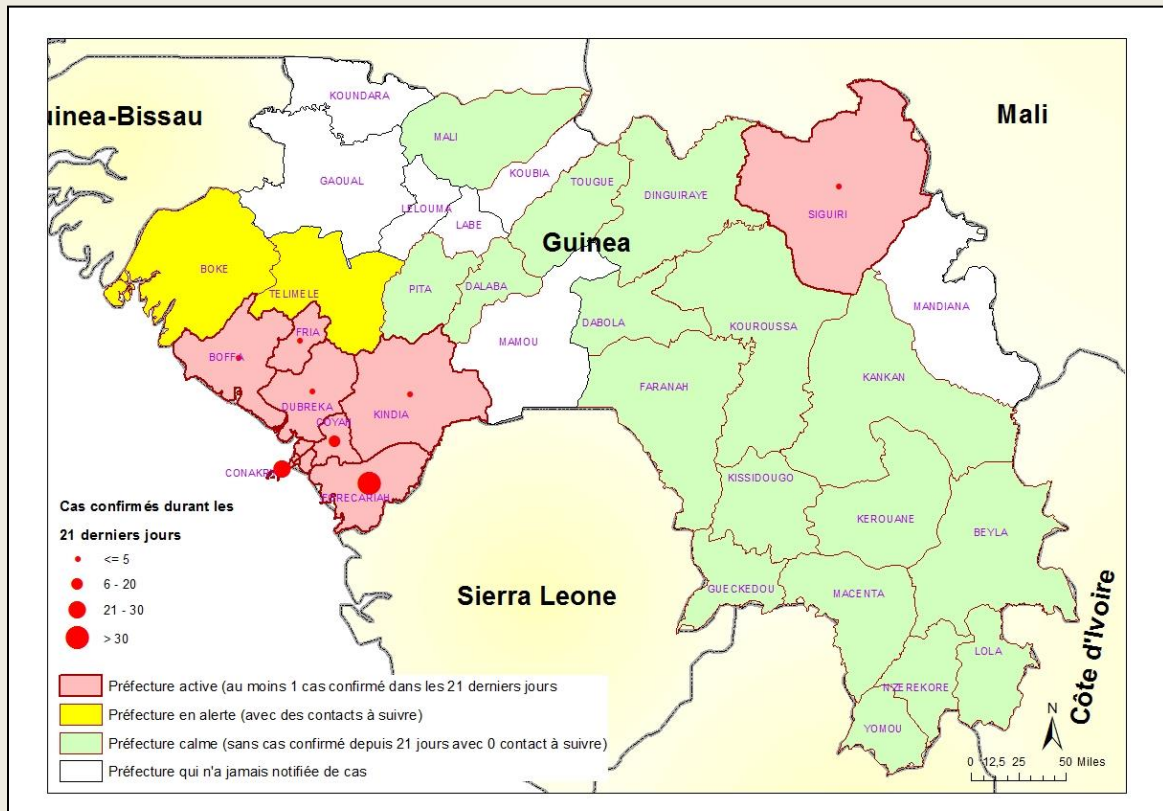 KOUNDARA
uinea-Bissau
Mali
MALI
KOUBIA
GAOUAL
TOUGUE
DINGUIRAYE
LELOUMA
SIGUIRI
LABE
Guinea
BOKE
TELIMELE
PITA
DALABA
MANDIANA
DABOLA
KOUROUSSA
FRIA
MAMOU
BOFFA
KANKAN
FARANAH
DUBREKA
KINDIA
COYAH
CONAKR
KISSIDOUGO
ERRECARIAH
KEROUANE
BEYLA
Cas confirmés durant les
21 derniers jours
<= 5
6 - 20
21 - 30
> 30
GUECKEDOU
MACENTA
Sierra Leone
LOLA
NZEREKORE
YOMOU
Côte d'Ivoire
Préfecture active (au moins 1 cas confirmé dans les 21 derniers jours
Préfecture en alerte (avec des contacts à suivre)
Préfecture calme (sans cas confirmé depuis 21 jours avec 0 contact à suivre)
Préfecture qui n'a jamais notifiée de cas
N
0 12,5 25 50 Miles